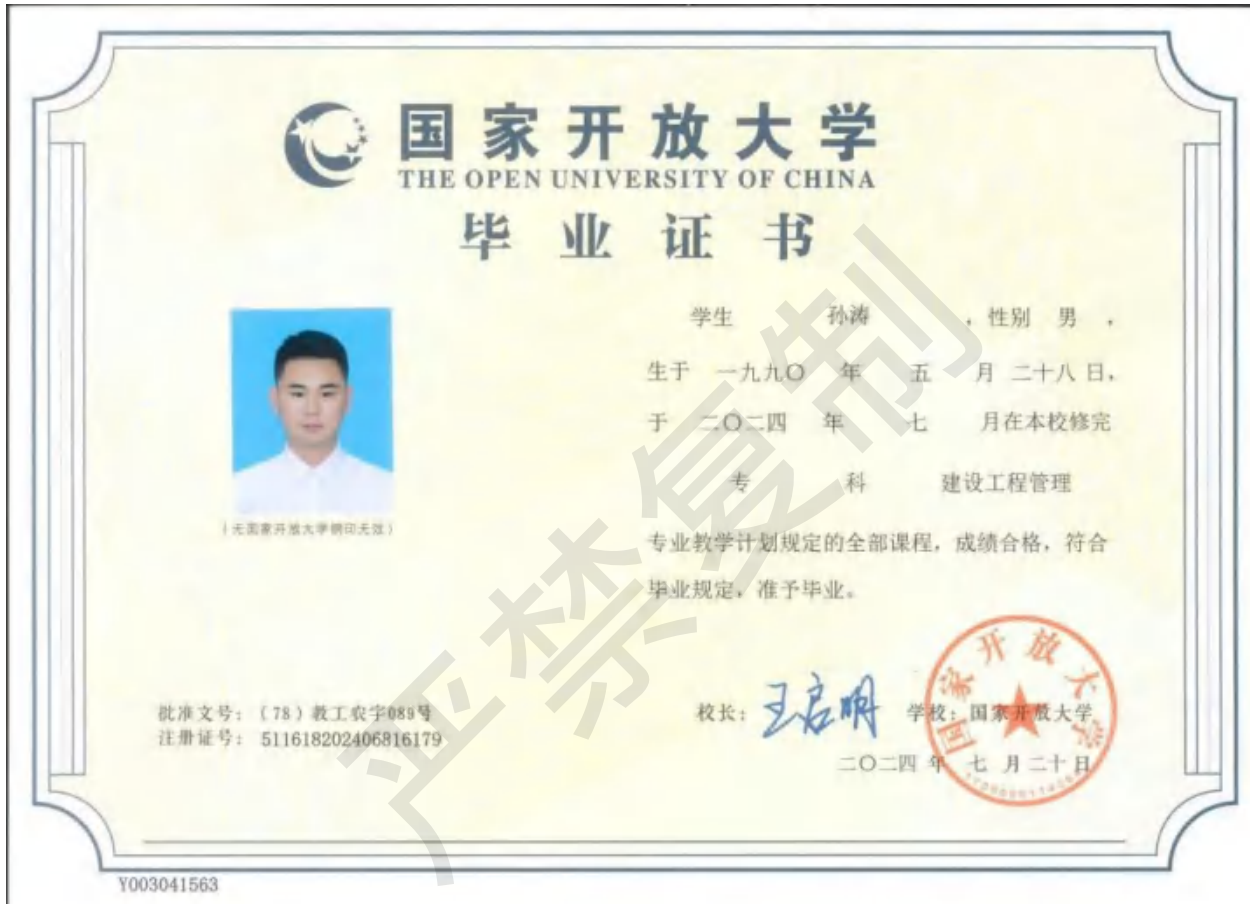 国家开放大学
THE OPEN UNIVERSITY OF CHINA
毕业证书
学生 孙涛 ，性别 男 ，
生于 一九九〇 年 五 月 二十八 日，
于 二〇二四 年 七 月在本校修完
专 科 建设工程管理
专业教学计划规定的全部课程，成绩合格，符合
毕业规定，准予毕业。
（无国家开放大学钢印无效）
批准文号：（78）教工农字089号
注册证号：511618202406816179
校长：王启明 学校：国家开放大学
二〇二四 年 七 月 二十 日
国家开放大学
Y003041563
严禁复制